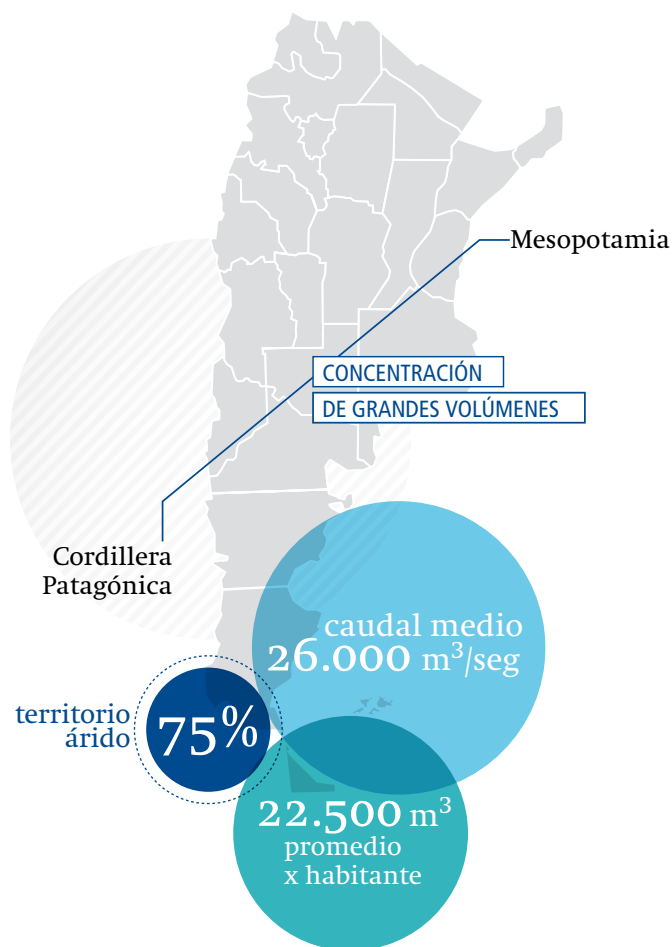 Mesopotamia
CONCENTRACIÓN
DE GRANDES VOLÚMENES
Cordillera
Patagónica
caudal medio
26.000 m³/seg
territorio
árido
75%
22.500 m³
promedio
x habitante